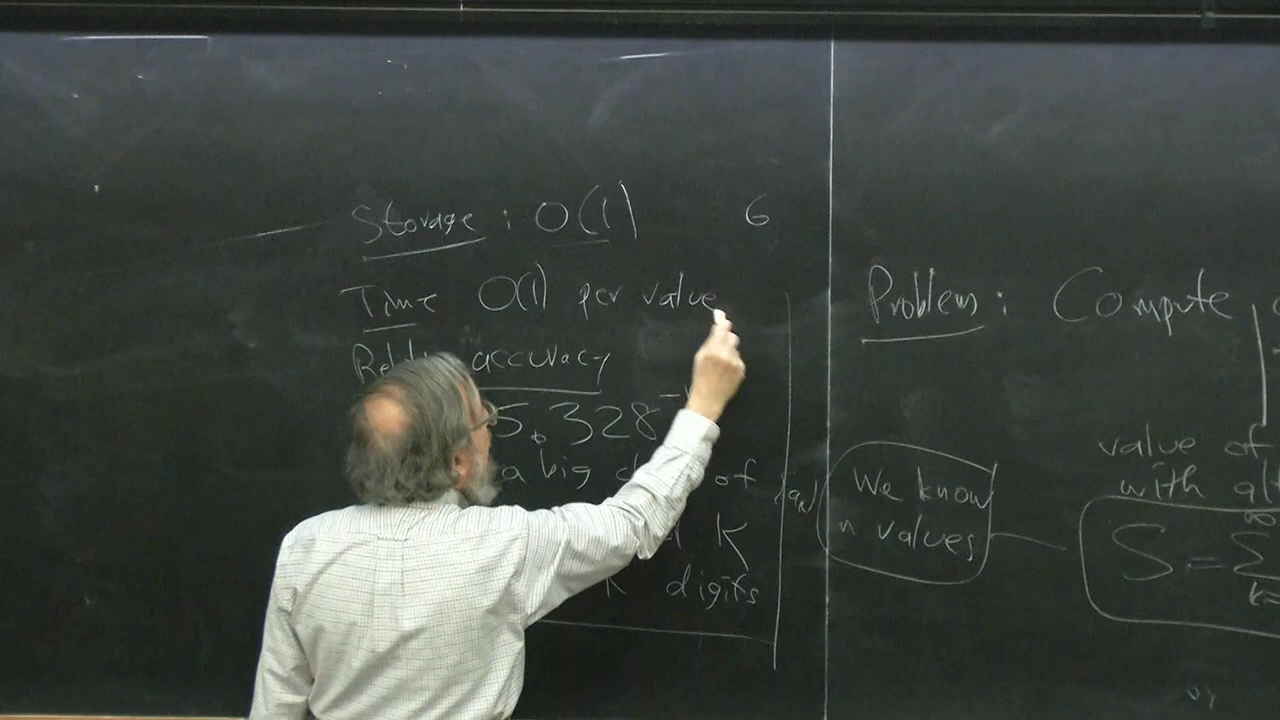 Storage : O(1) 6
Time O(1) per value
accuracy
5.328
a big of
K
K digits
Problem : Compute
We know
n values
value of
with
S = Σ